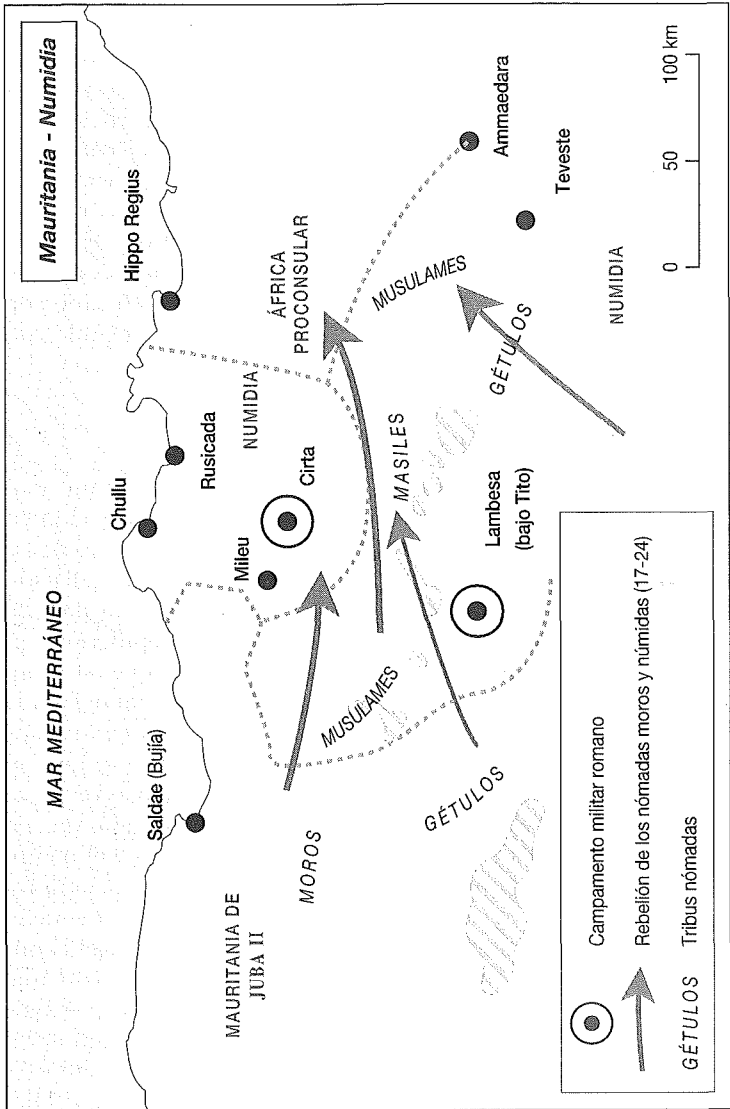 Mauritania - Numidia
MAR MEDITERRÁNEO
Saldae (Bujía)
Chullu
Rusicada
Hippo Regius
Mileu
Cirta
NUMIDIA
ÁFRICA
PROCONSULAR
MAURITANIA DE
JUBA II
MOROS
MUSULAMES
MASILES
MUSULAMES
Ammaedara
GÉTULOS
Lambesa
(bajo Tito)
GÉTULOS
Teveste
NUMIDIA
Campamento militar romano
Rebelión de los nómadas moros y númidas (17-24)
GÉTULOS
Tribus nómadas
0
50
100 km